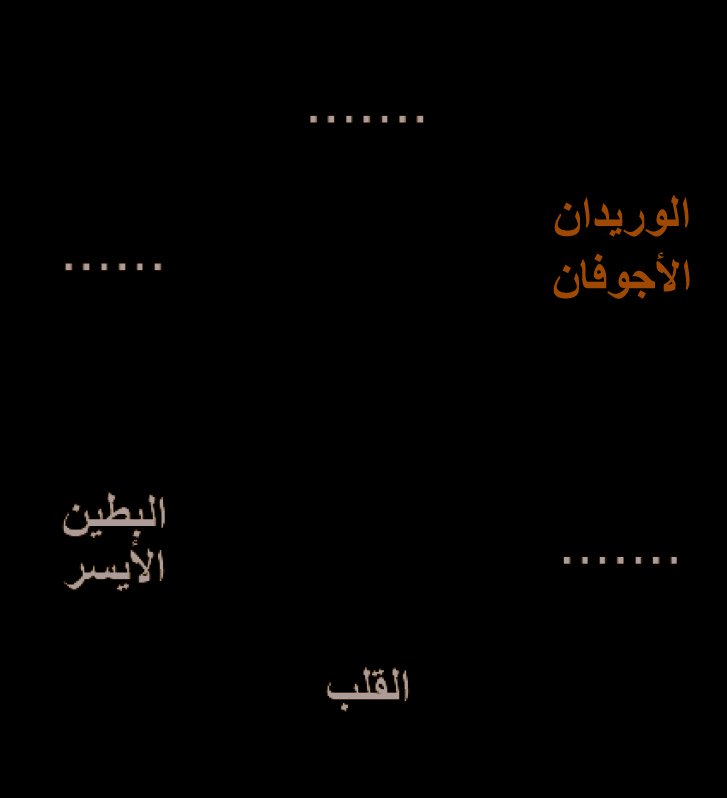 .......
الوريدان
الأجوفان
......
البطين
الأيسر
.......
القلب